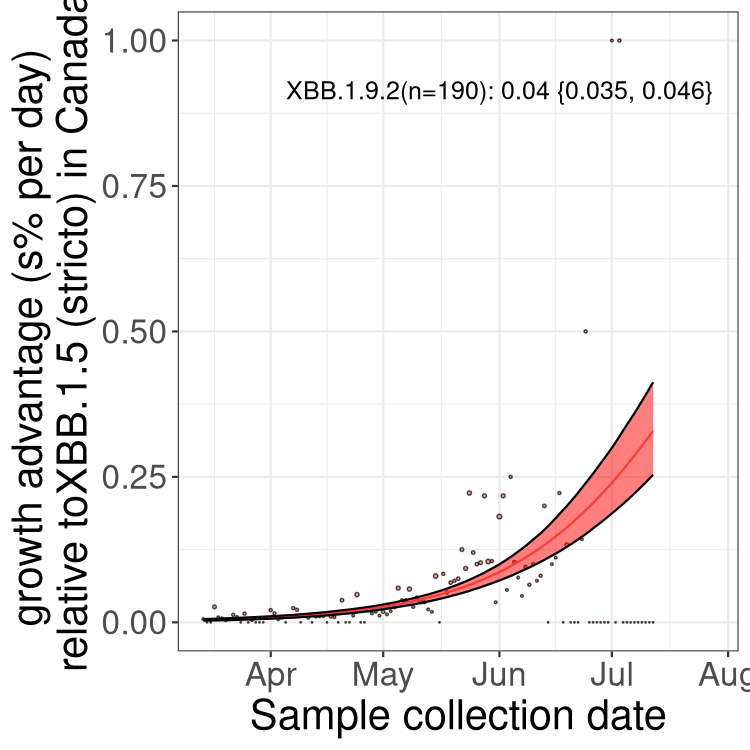 growth advantage (s% per day)
relative toXBB.1.5 (stricto) in Canada
1.00
0.75
0.50
0.25
0.00
XBB.1.9.2(n=190): 0.04 {0.035, 0.046}
Apr May Jun Jul Aug
Sample collection date